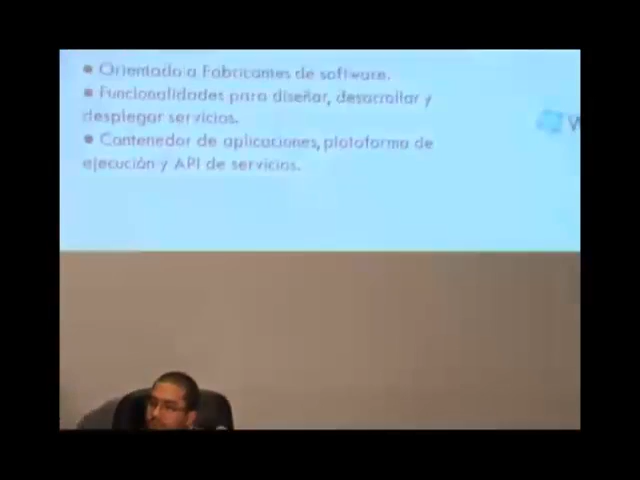 Orientado a Fabricantes de software.
Funcionalidades para diseñar, desarrollar y
desplegar servicios.
Contenedor de aplicaciones, plataforma de
ejecución y API de servicios.
W